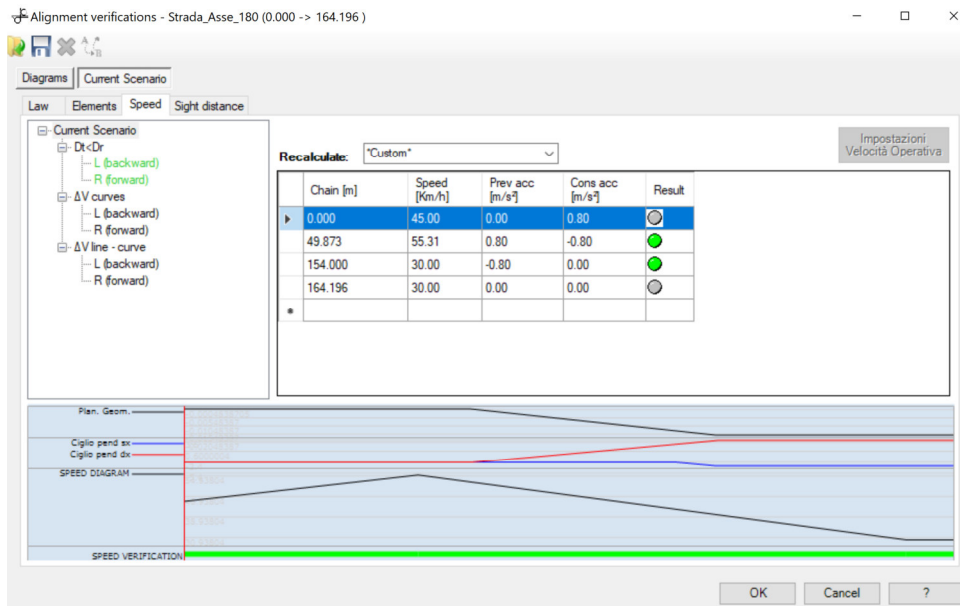 Alignment verifications - Strada_Asse_180 (0.000 -> 164.196 )
Diagrams Current Scenario
Law Elements Speed Sight distance
Current Scenario
Dt<Dr
L (backward)
R (forward)
ΔV curves
L (backward)
R (forward)
ΔV line - curve
L (backward)
R (forward)
Recalculate: "Custom"
Impostazioni
Velocità Operativa
Chain [m] Speed [Km/h] Prev acc [m/s²] Cons acc [m/s²] Result
0.000 45.00 0.00 0.80
49.873 55.31 0.80 -0.80
154.000 30.00 -0.80 0.00
164.196 30.00 0.00 0.00
Plan. Geom.
Ciglio pend sx
Ciglio pend dx
SPEED DIAGRAM
SPEED VERIFICATION
OK Cancel ?